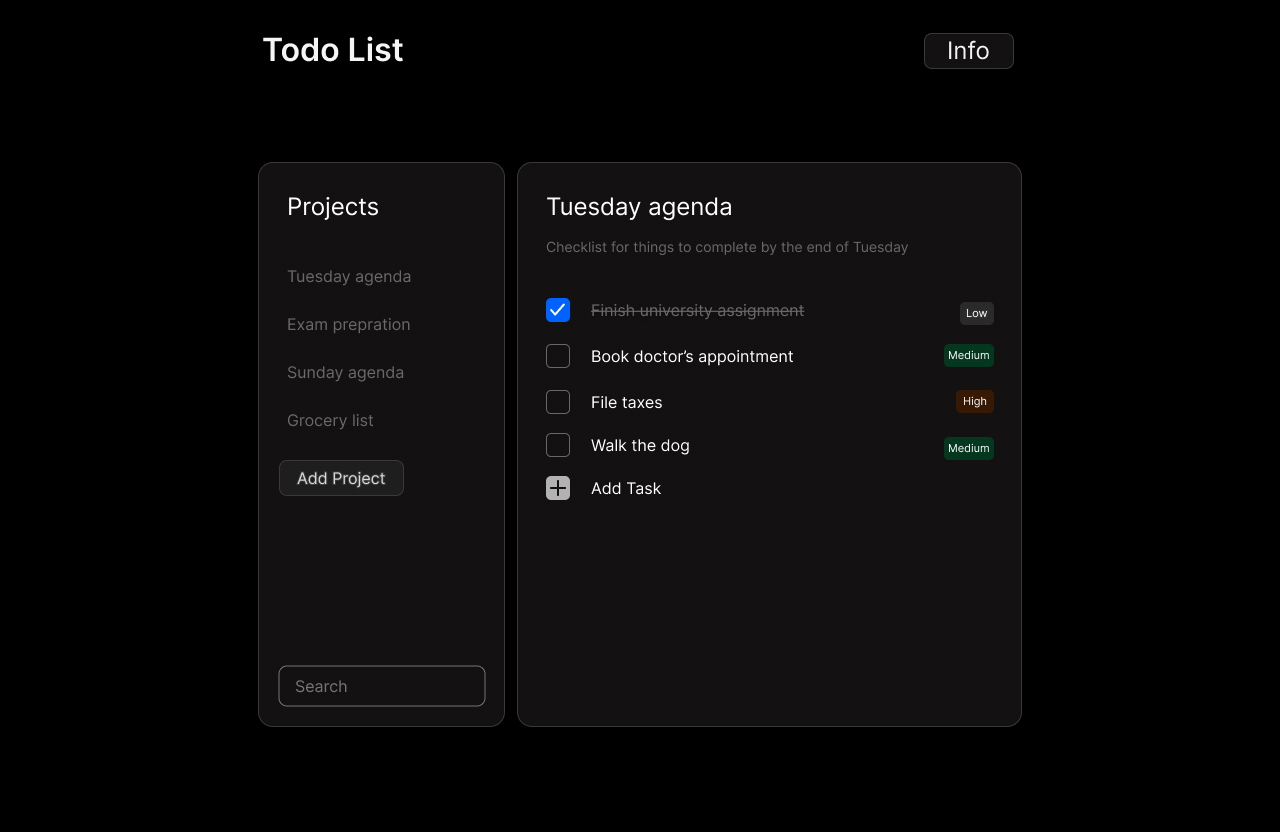 Todo List
Info
Projects
Tuesday agenda
Exam prepration
Sunday agenda
Grocery list
Add Project
Search
Tuesday agenda
Checklist for things to complete by the end of Tuesday
Finish university assignment
Low
Book doctor’s appointment
Medium
File taxes
High
Walk the dog
Medium
Add Task